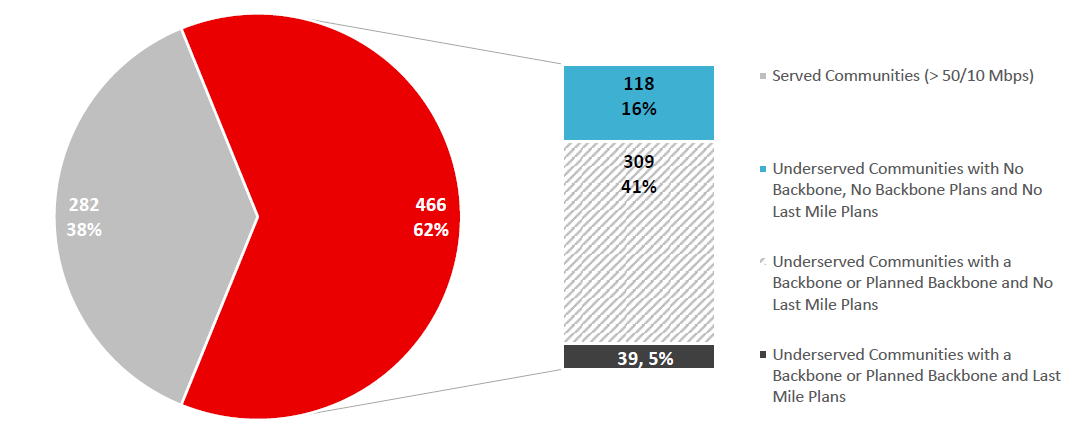 282
38%
466
62%
118
16%
309
41%
39, 5%
Served Communities (> 50/10 Mbps)
Underserved Communities with No
Backbone, No Backbone Plans and No
Last Mile Plans
Underserved Communities with a
Backbone or Planned Backbone and No
Last Mile Plans
Underserved Communities with a
Backbone or Planned Backbone and Last
Mile Plans